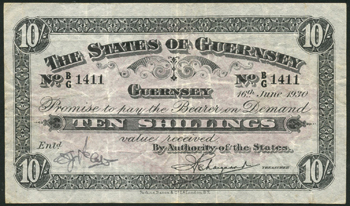 10/- 10/-
THE STATES OF GUERNSEY
No B/G 1411 No B/G 1411
GUERNSEY
16th June 1930
Promise to pay the Bearer on Demand
TEN SHILLINGS
value received
Entd
By Authority of the States.
TREASURER
10/- 10/-